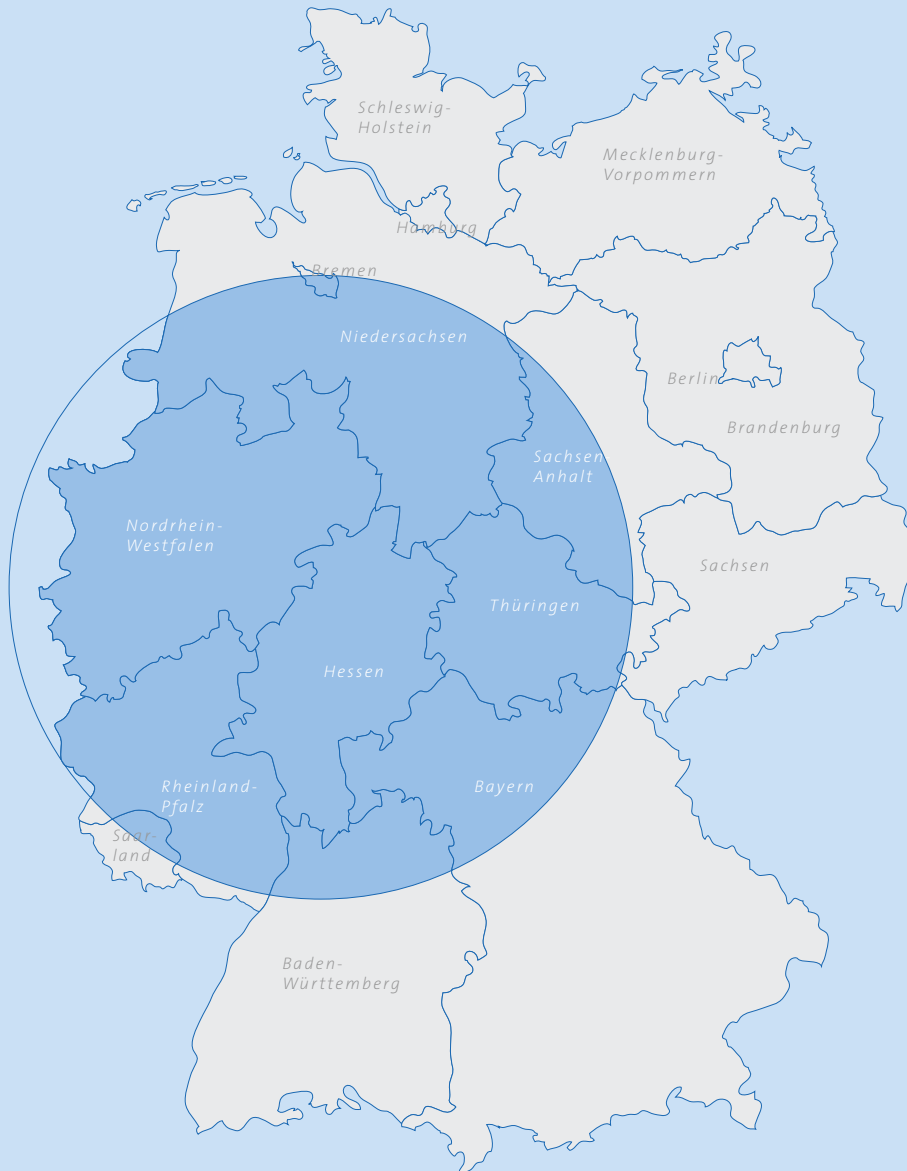 Schleswig-
Holstein
Mecklenburg-
Vorpommern
Hamburg
Bremen
Niedersachsen
Berlin
Brandenburg
Sachsen
Anhalt
Nordrhein-
Westfalen
Sachsen
Thüringen
Hessen
Rheinland-
Pfalz
Bayern
Saar-
land
Baden-
Württemberg